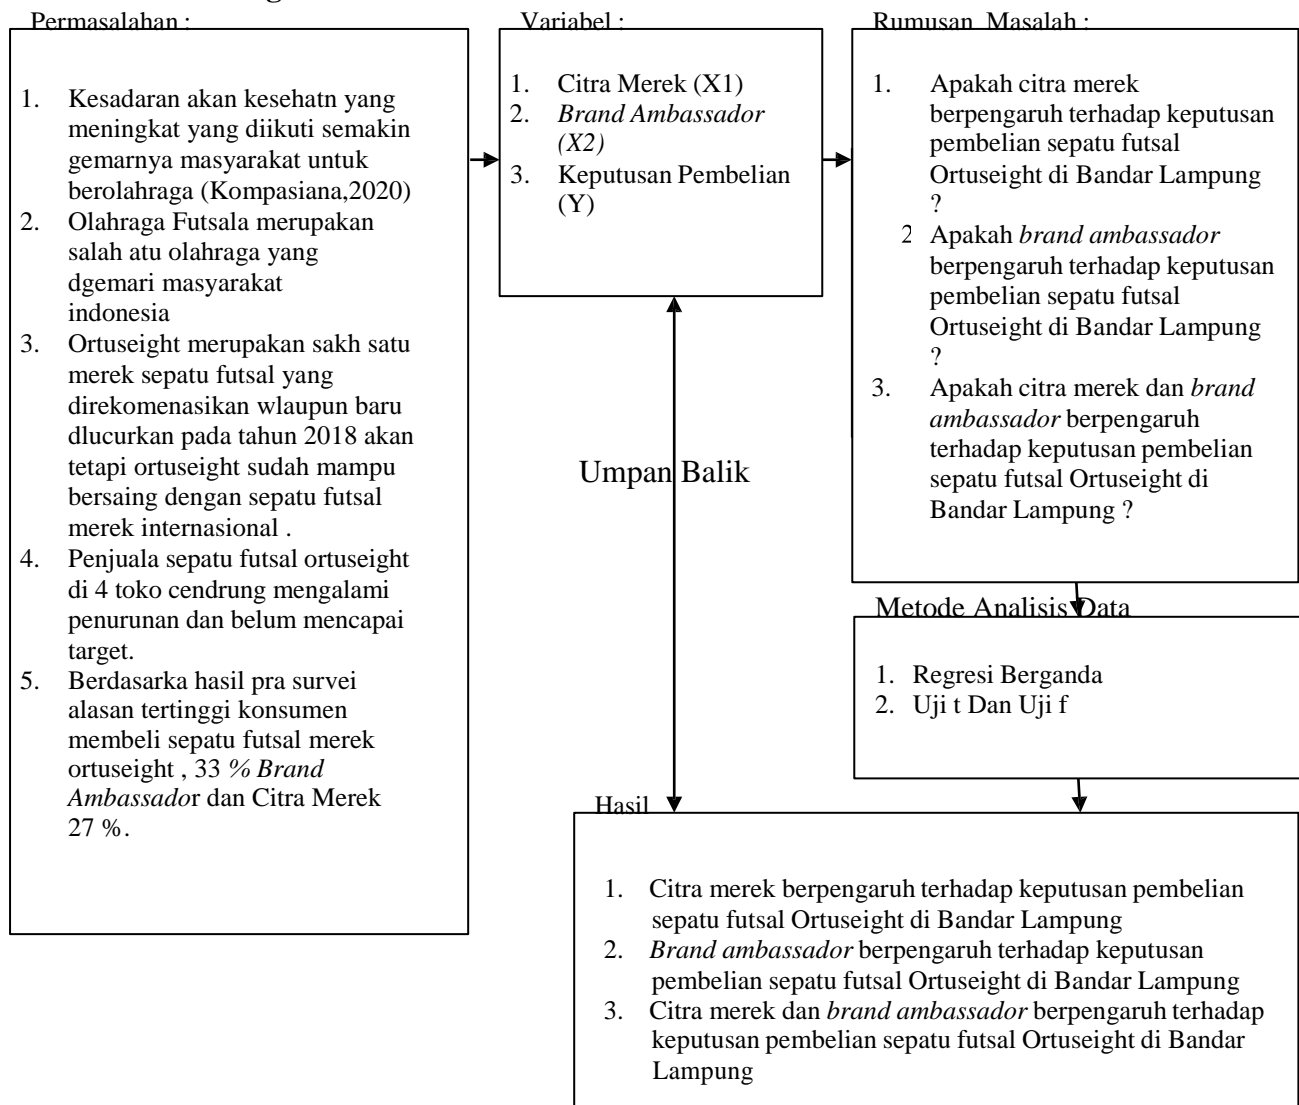 Permasalahan :
1. Kesadaran akan kesehatn yang
meningkat yang diikuti semakin
gemarnya masyarakat untuk
berolahraga (Kompasiana,2020)
2. Olahraga Futsala merupakan
salah atu olahraga yang
dgemari masyarakat
indonesia
3. Ortuseight merupakan sakh satu
merek sepatu futsal yang
direkomenasikan wlaupun baru
dlucurkan pada tahun 2018 akan
tetapi ortuseight sudah mampu
bersaing dengan sepatu futsal
merek internasional .
4. Penjuala sepatu futsal ortuseight
di 4 toko cendrung mengalami
penurunan dan belum mencapai
target.
5. Berdasarka hasil pra survei
alasan tertinggi konsumen
membeli sepatu futsal merek
ortuseight , 33 % Brand
Ambassador dan Citra Merek
27 %.
Variabel :
1. Citra Merek (X1)
2. Brand Ambassador
(X2)
3. Keputusan Pembelian
(Y)
Rumusan Masalah :
1. Apakah citra merek
berpengaruh terhadap keputusan
pembelian sepatu futsal
Ortuseight di Bandar Lampung
?
2 Apakah brand ambassador
berpengaruh terhadap keputusan
pembelian sepatu futsal
Ortuseight di Bandar Lampung
?
3. Apakah citra merek dan brand
ambassador berpengaruh
terhadap keputusan pembelian
sepatu futsal Ortuseight di
Bandar Lampung ?
Umpan Balik
Metode Analisis Data
1. Regresi Berganda
2. Uji t Dan Uji f
Hasil
1. Citra merek berpengaruh terhadap keputusan pembelian
sepatu futsal Ortuseight di Bandar Lampung
2. Brand ambassador berpengaruh terhadap keputusan
pembelian sepatu futsal Ortuseight di Bandar Lampung
3. Citra merek dan brand ambassador berpengaruh terhadap
keputusan pembelian sepatu futsal Ortuseight di Bandar
Lampung